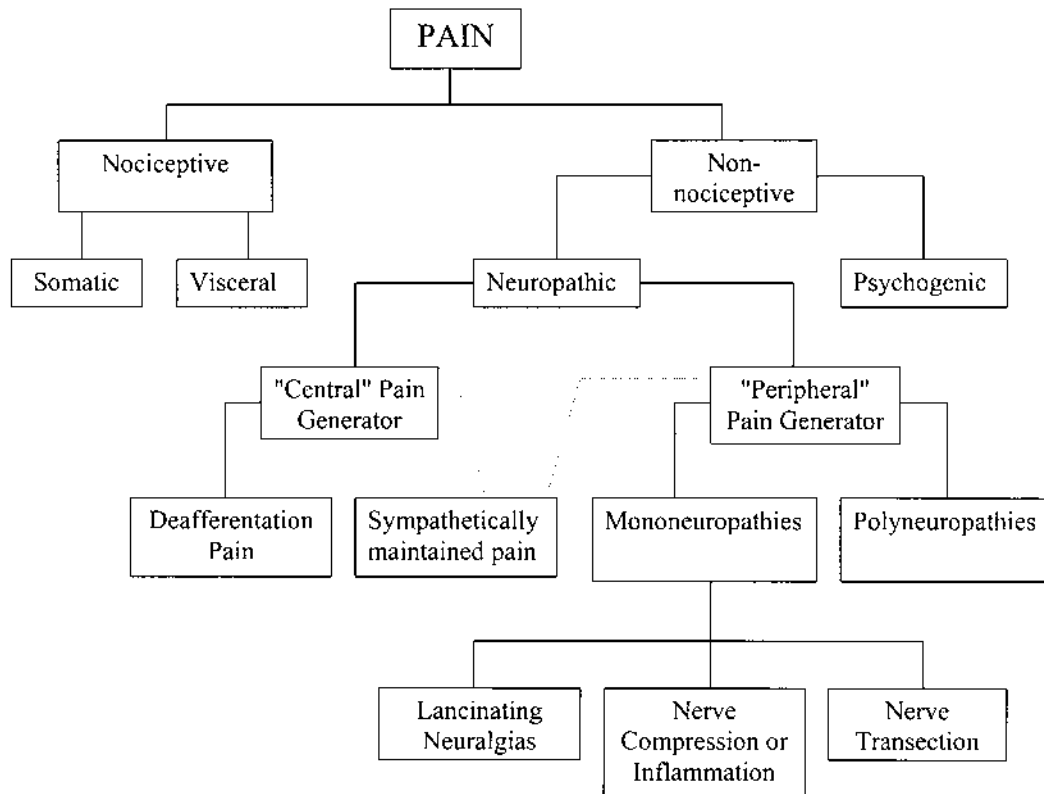 PAIN
Nociceptive
Non-
nociceptive
Somatic
Visceral
Neuropathic
Psychogenic
"Central" Pain
Generator
"Peripheral"
Pain Generator
Deafferentation
Pain
Sympathetically
maintained pain
Mononeuropathies
Polyneuropathies
Lancinating
Neuralgias
Nerve
Compression or
Inflammation
Nerve
Transection